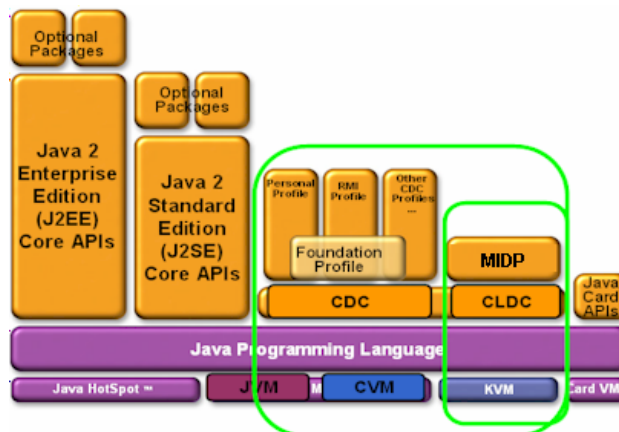 Optional
Packages
Optional
Packages
Java 2
Enterprise
Edition
(J2EE)
Core APIs
Java 2
Standard
Edition
(J2SE)
Core APIs
Personal
Profile
RMI
Profile
Other
CDC
Profiles
...
Foundation
Profile
MIDP
CDC
CLDC
Java
Card
APIs
Java Programming Language
Java HotSpot ™
JVM
CVM
KVM
Card VM